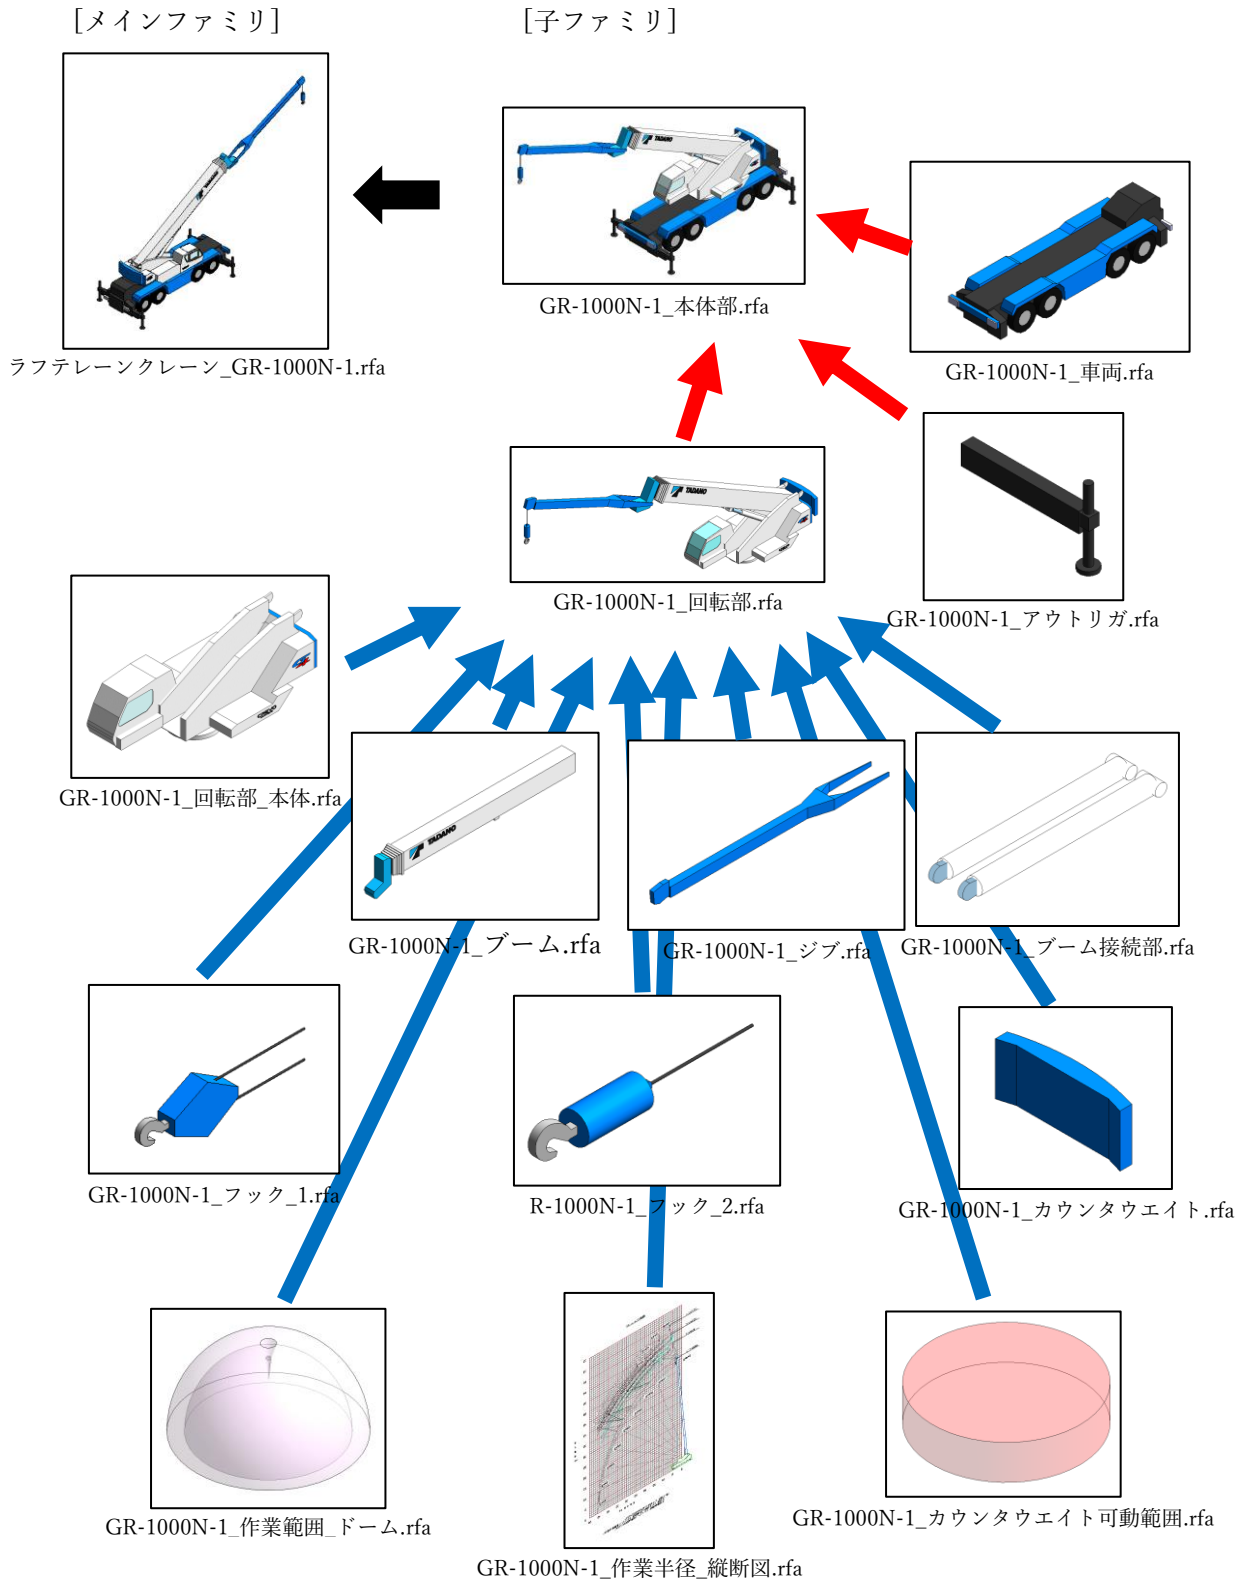 [メインファミリ]
[子ファミリ]
TADANO
TADANO
GR-1000N-1_本体部.rfa
ラフテレーンクレーン_GR-1000N-1.rfa
GR-1000N-1_車両.rfa
TADANO
GR-1000N-1_回転部.rfa
GR-1000N-1_アウトリガ.rfa
GR-1000N-1_回転部_本体.rfa
TADANO
GR-1000N-1_ブーム.rfa
GR-1000N-1_ジブ.rfa
GR-1000N-1_ブーム接続部.rfa
GR-1000N-1_フック_1.rfa
R-1000N-1_フック_2.rfa
GR-1000N-1_カウンタウエイト.rfa
GR-1000N-1_作業範囲_ドーム.rfa
GR-1000N-1_カウンタウエイト可動範囲.rfa
GR-1000N-1_作業半径_縦断図.rfa